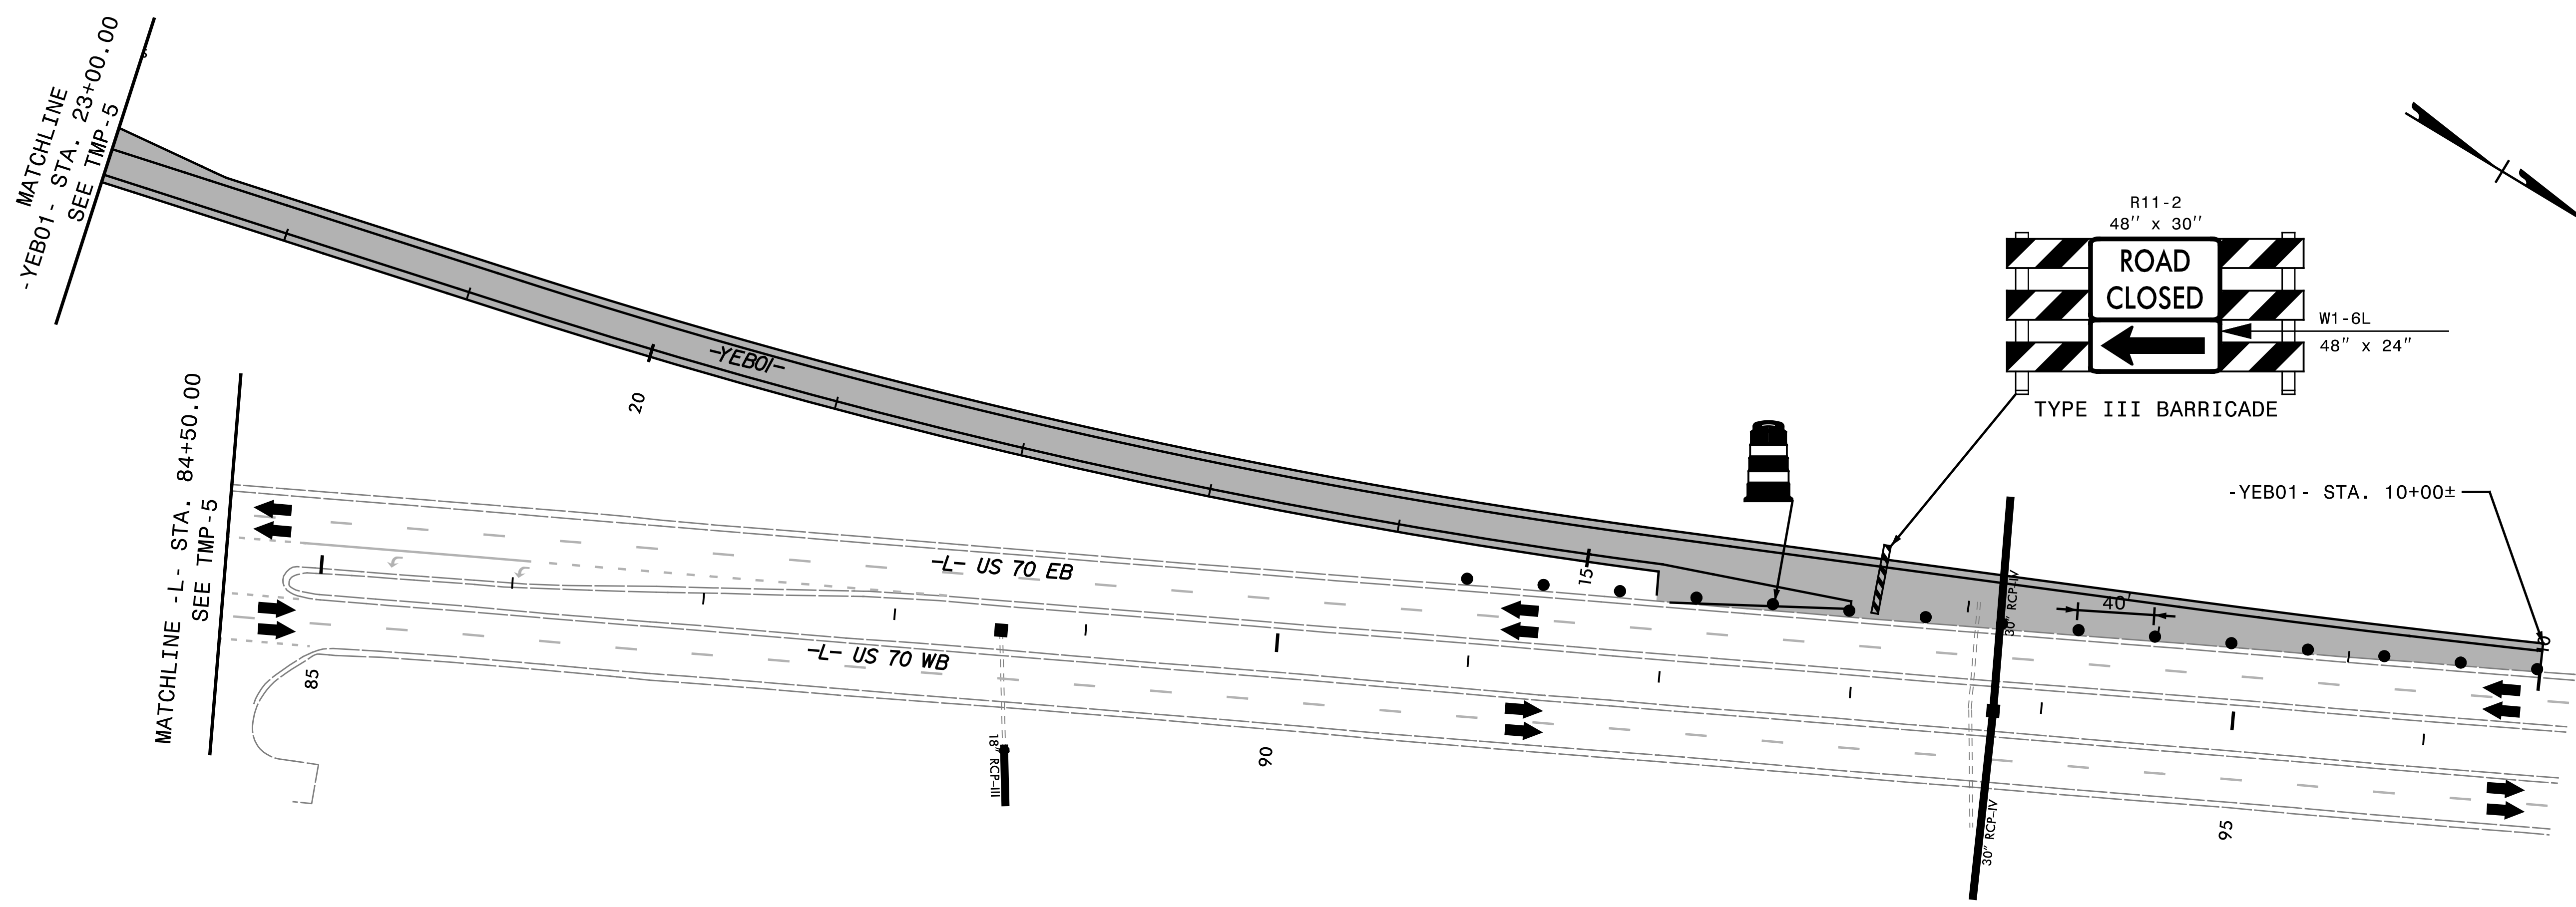 MATCHLINE
-YEB01- STA. 23+00.00
SEE TMP-5
MATCHLINE -L- STA. 84+50.00
SEE TMP-5
-YEB01-
20
15
-L- US 70 EB
-L- US 70 WB
85
90
95
18" RCP-III
30" RCP-IV
30" RCP-IV
40'
R11-2
48" x 30"
ROAD
CLOSED
W1-6L
48" x 24"
TYPE III BARRICADE
-YEB01- STA. 10+00±